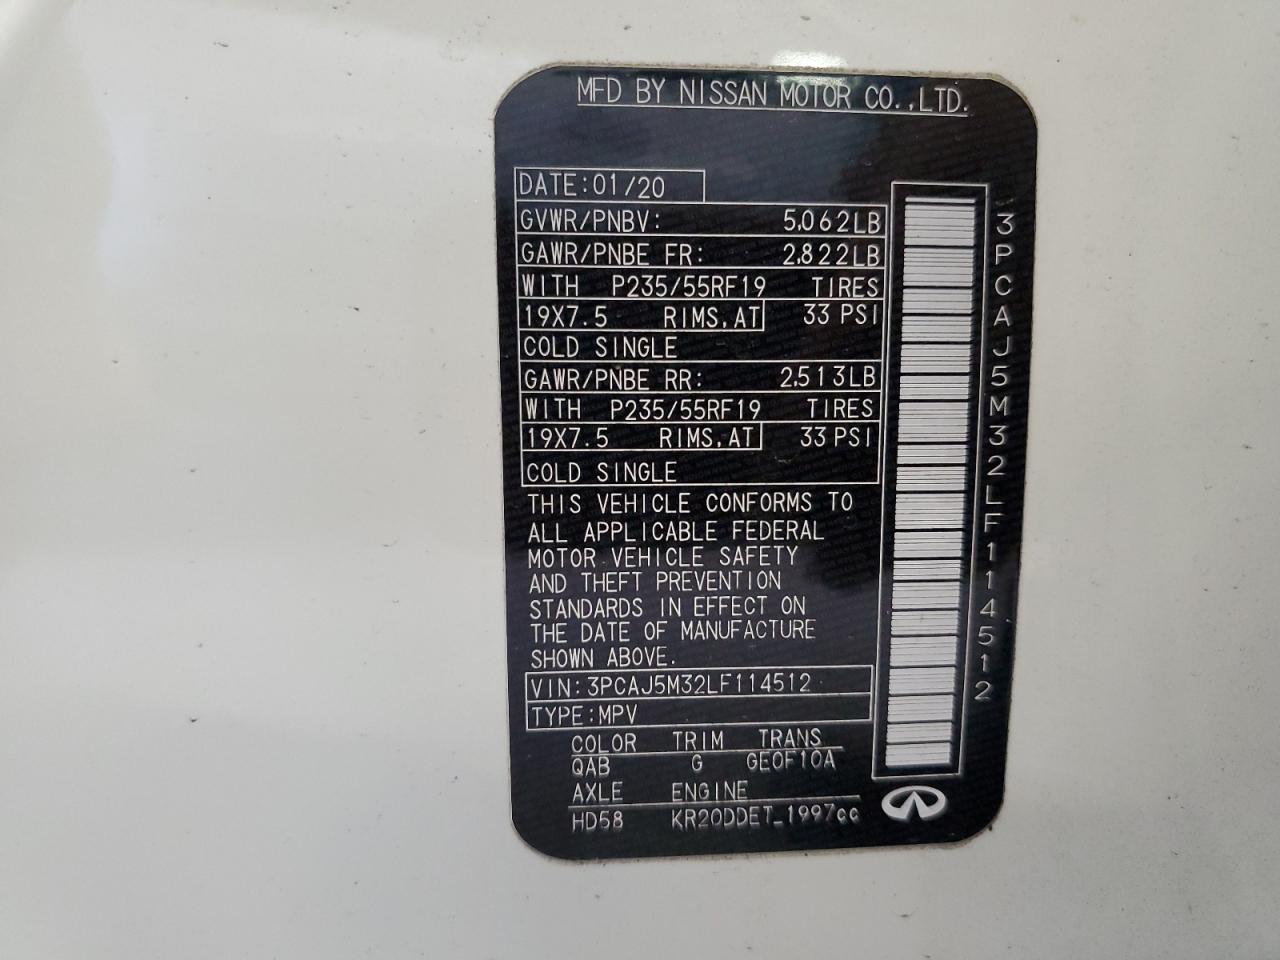 MFD BY NISSAN MOTOR CO.,LTD.
DATE:01/20
GVWR/PNBV: 5,062LB
GAWR/PNBE FR: 2,822LB
WITH P235/55RF19 TIRES
19X7.5 RIMS,AT 33 PSI
COLD SINGLE
GAWR/PNBE RR: 2,513LB
WITH P235/55RF19 TIRES
19X7.5 RIMS,AT 33 PSI
COLD SINGLE
THIS VEHICLE CONFORMS TO
ALL APPLICABLE FEDERAL
MOTOR VEHICLE SAFETY
AND THEFT PREVENTION
STANDARDS IN EFFECT ON
THE DATE OF MANUFACTURE
SHOWN ABOVE.
VIN:3PCAJ5M32LF114512
TYPE:MPV
COLOR TRIM TRANS
QAB G GE0F10A
AXLE ENGINE
HD58 KR20DDET_1997cc
3PCAJ5M32LF114512